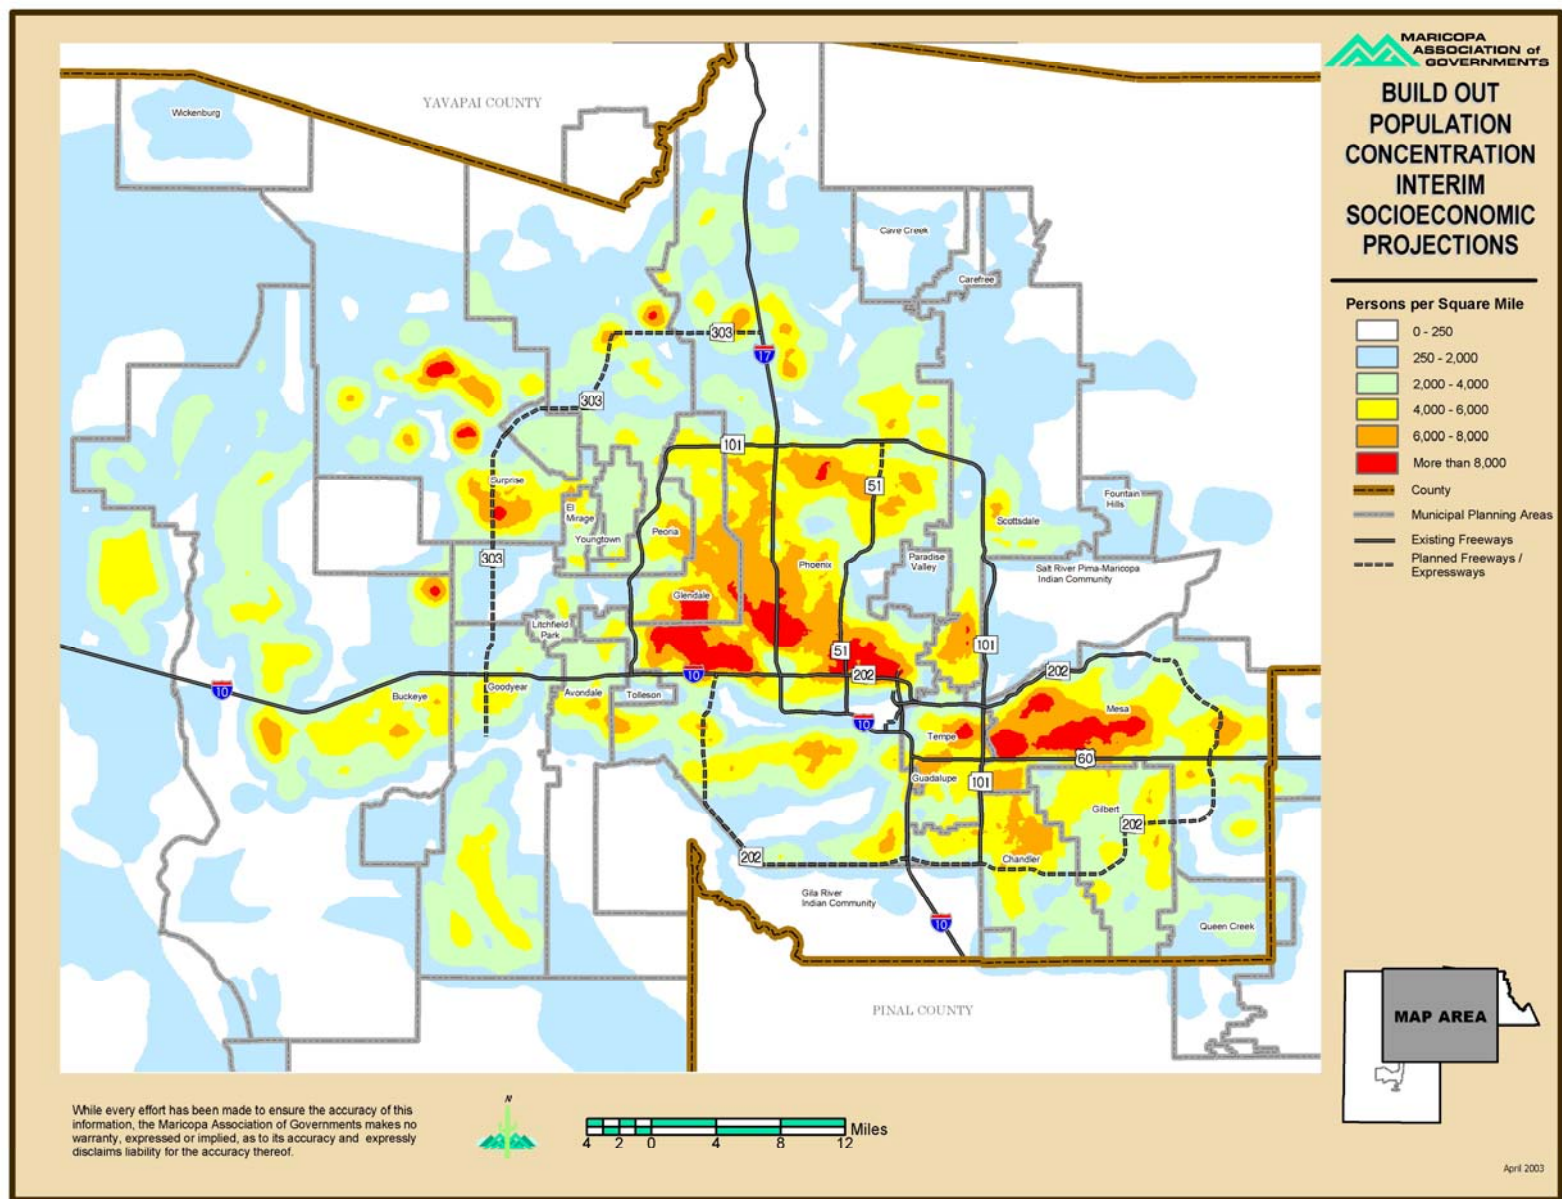 MARICOPA
ASSOCIATION of
GOVERNMENTS
BUILD OUT
POPULATION
CONCENTRATION
INTERIM
SOCIOECONOMIC
PROJECTIONS
Persons per Square Mile
0 - 250
250 - 2,000
2,000 - 4,000
4,000 - 6,000
6,000 - 8,000
More than 8,000
County
Municipal Planning Areas
Existing Freeways
Planned Freeways /
Expressways
YAVAPAI COUNTY
Wickenburg
Cave Creek
Carefree
303
17
303
101
51
Surprise
El
Mirage
Youngtown
Peoria
Scottsdale
Fountain
Hills
303
Phoenix
Paradise
Valley
Salt River Pima-Maricopa
Indian Community
Glendale
Litchfield
Park
51
101
202
202
10
10
Buckeye
Goodyear
Avondale
Tolleson
10
Tempe
Mesa
60
Guadalupe
101
Gilbert
202
202
Chandler
Gila River
Indian Community
10
Queen Creek
PINAL COUNTY
MAP AREA
While every effort has been made to ensure the accuracy of this
information, the Maricopa Association of Governments makes no
warranty, expressed or implied, as to its accuracy and expressly
disclaims liability for the accuracy thereof.
N
4 2 0 4 8 12 Miles
April 2003